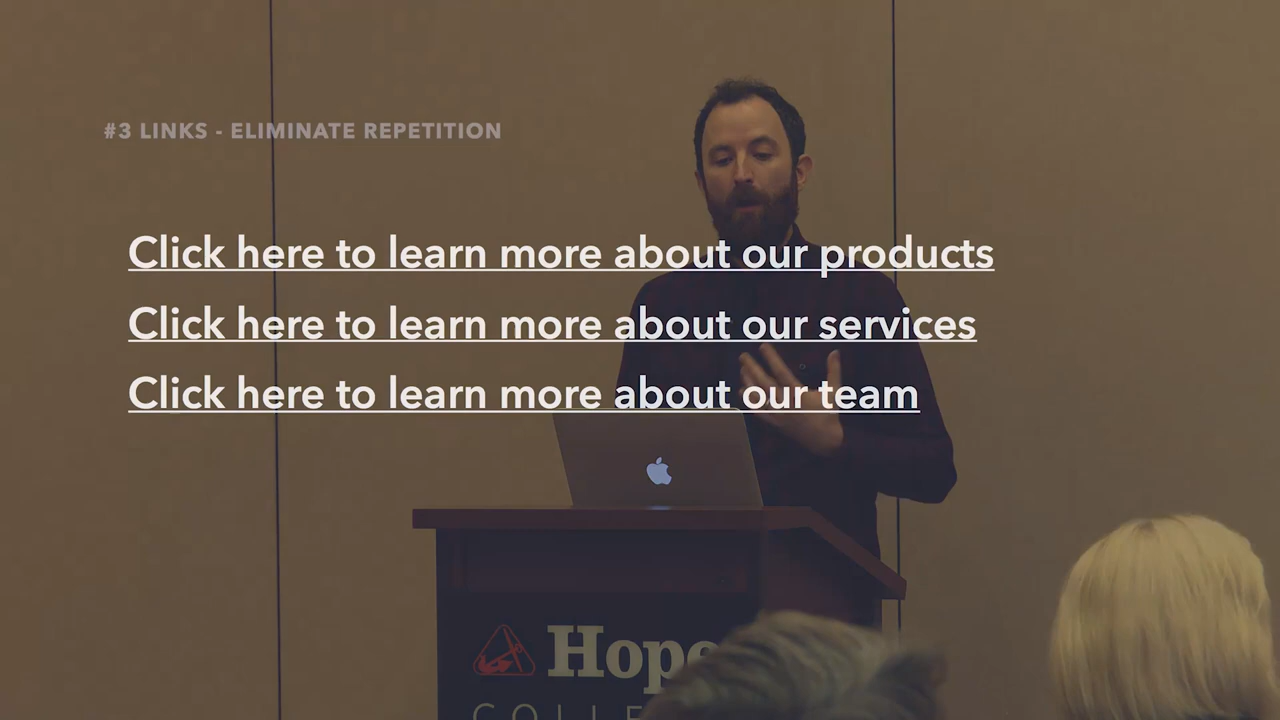 #3 LINKS - ELIMINATE REPETITION
Click here to learn more about our products
Click here to learn more about our services
Click here to learn more about our team
Hope